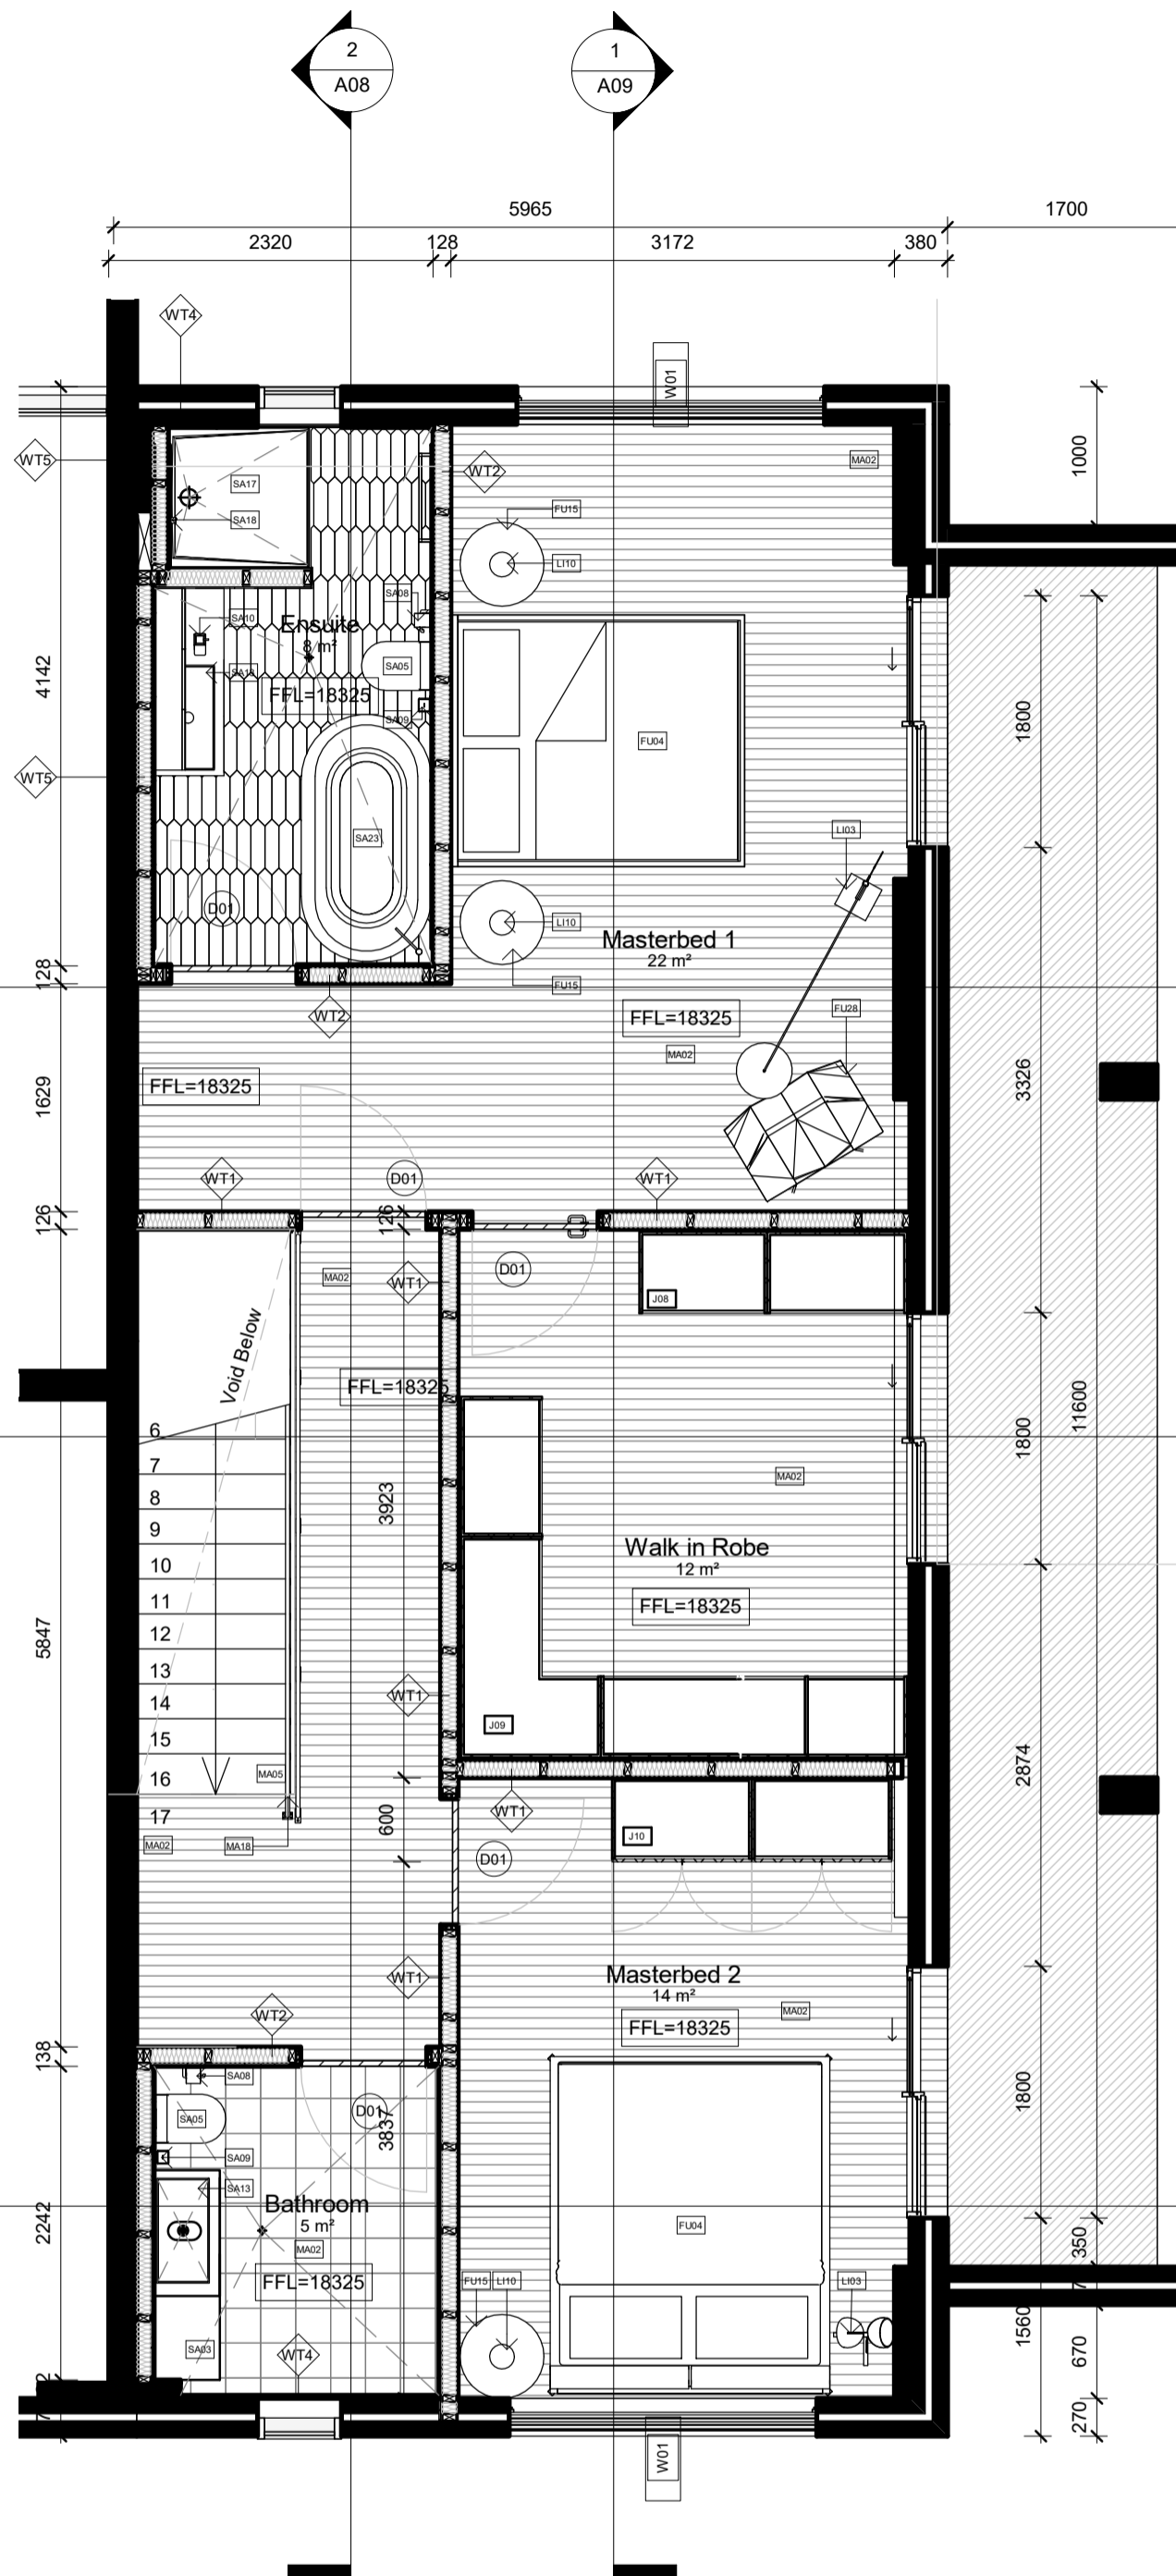 2
A08
1
A09
5965
1700
2320
128
3172
380
WT4
W01
WT5
WT2
MA02
1000
SA17
SA18
FU15
LI10
SA08
SA10
Ensuite
8 m²
SA05
SA13
FFL=18325
SA09
4142
1800
FU04
WT5
LI03
SA23
D01
LI10
Masterbed 1
22 m²
128
FU15
WT2
FFL=18325
FU28
MA02
FFL=18325
1629
3326
WT1
D01
WT1
126
126
MA02
WT1
D01
J08
Void Below
FFL=18325
11600
6
7
8
9
10
11
12
13
14
15
16
17
3923
1800
MA02
Walk in Robe
12 m²
FFL=18325
5847
WT1
J09
MA05
2874
600
WT1
MA02
MA18
J10
D01
WT1
Masterbed 2
14 m²
MA02
WT2
FFL=18325
138
SA08
SA05
D01
3837
1800
SA09
SA13
Bathroom
5 m²
MA02
2242
FU04
350
FFL=18325
FU15
LI10
LI03
1560
SA03
WT4
670
270
W01